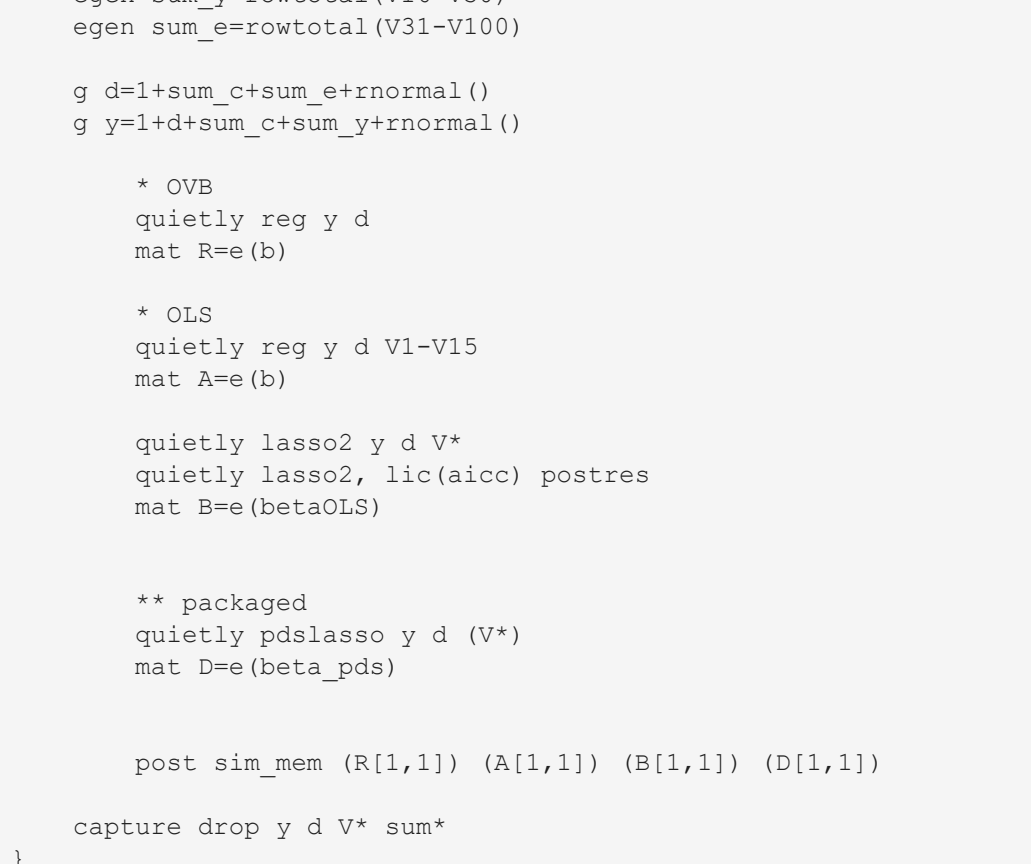 egen sum_e=rowtotal(V31-V100)
g d=1+sum_c+sum_e+rnormal()
g y=1+d+sum_c+sum_y+rnormal()
* OVB
quietly reg y d
mat R=e(b)
* OLS
quietly reg y d V1-V15
mat A=e(b)
quietly lasso2 y d V*
quietly lasso2, lic(aicc) postres
mat B=e(betaOLS)
** packaged
quietly pdslasso y d (V*)
mat D=e(beta_pds)
post sim_mem (R[1,1]) (A[1,1]) (B[1,1]) (D[1,1])
capture drop y d V* sum*
}